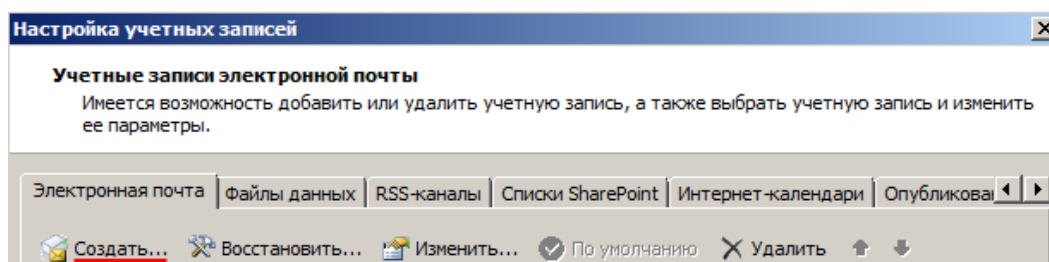 Настройка учетных записей
Учетные записи электронной почты
Имеется возможность добавить или удалить учетную запись, а также выбрать учетную запись и изменить
ее параметры.
Электронная почта Файлы данных RSS-каналы Списки SharePoint Интернет-календари Опубликова
Создать... Восстановить... Изменить... По умолчанию Удалить